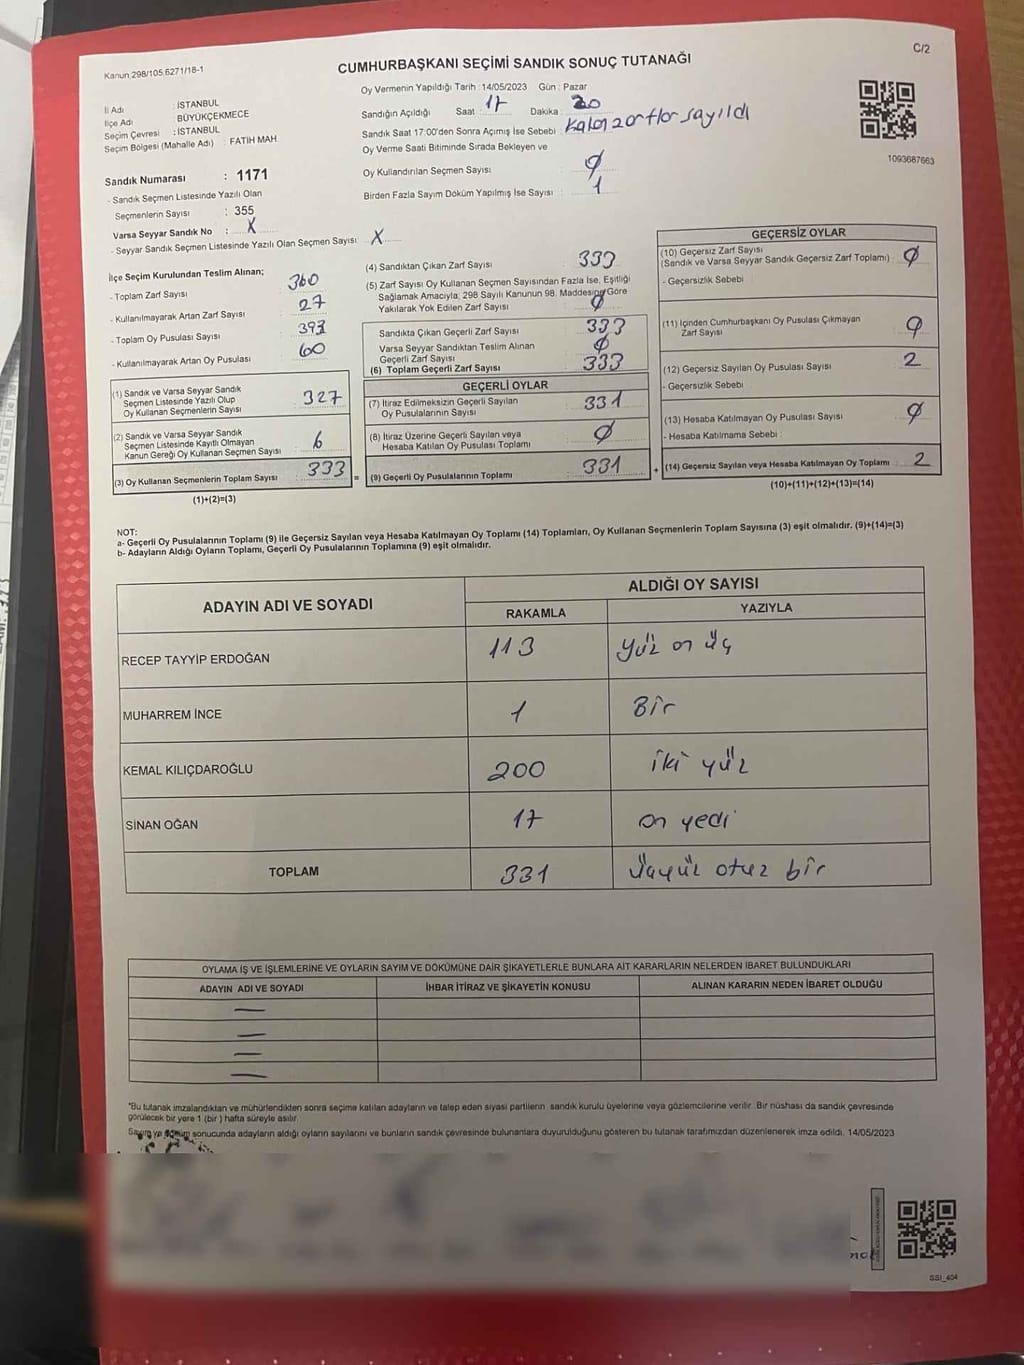 C/2
Kanun 298/105.6271/18-1
CUMHURBAŞKANI SEÇİMİ SANDIK SONUÇ TUTANAĞI
Oy Vermenin Yapıldığı Tarih : 14/05/2023 Gün : Pazar
İl Adı : İSTANBUL
İlçe Adı BÜYÜKÇEKMECE
Seçim Çevresi : İSTANBUL
Seçim Bölgesi (Mahalle Adı) : FATİH MAH
Sandığın Açıldığı Saat : 17 Dakika : 20
Sandık Saat 17:00'den Sonra Açımış İse Sebebi : Kalan zarflar sayıldı
Oy Verme Saati Bitiminde Sırada Bekleyen ve
Oy Kullandırılan Seçmen Sayısı : Ø
Birden Fazla Sayım Döküm Yapılmış İse Sayısı : 1
1093687663
Sandık Numarası : 1171
- Sandık Seçmen Listesinde Yazılı Olan
Seçmenlerin Sayısı : 355
Varsa Seyyar Sandık No : X
- Seyyar Sandık Seçmen Listesinde Yazılı Olan Seçmen Sayısı : X
İlçe Seçim Kurulundan Teslim Alınan;
- Toplam Zarf Sayısı 360
- Kullanılmayarak Artan Zarf Sayısı 27
- Toplam Oy Pusulası Sayısı 393
- Kullanılmayarak Artan Oy Pusulası 60
(1) Sandık ve Varsa Seyyar Sandık
Seçmen Listesinde Yazılı Olup
Oy Kullanan Seçmenlerin Sayısı : 327
(2) Sandık ve Varsa Seyyar Sandık
Seçmen Listesinde Kayıtlı Olmayan
Kanun Gereği Oy Kullanan Seçmen Sayısı : 6
(3) Oy Kullanan Seçmenlerin Toplam Sayısı : 333
(1)+(2)=(3)
(4) Sandıktan Çıkan Zarf Sayısı : 333
(5) Zarf Sayısı Oy Kullanan Seçmen Sayısından Fazla İse, Eşitliği
Sağlamak Amacıyla; 298 Sayılı Kanunun 98. Maddesine Göre
Yakılarak Yok Edilen Zarf Sayısı : Ø
Sandıkta Çıkan Geçerli Zarf Sayısı : 333
Varsa Seyyar Sandıktan Teslim Alınan
Geçerli Zarf Sayısı : Ø
(6) Toplam Geçerli Zarf Sayısı : 333
GEÇERLİ OYLAR
(7) İtiraz Edilmeksizin Geçerli Sayılan
Oy Pusulalarının Sayısı : 331
(8) İtiraz Üzerine Geçerli Sayılan veya
Hesaba Katılan Oy Pusulası Toplamı : Ø
= (9) Geçerli Oy Pusulalarının Toplamı : 331
GEÇERSİZ OYLAR
(10) Geçersiz Zarf Sayısı
(Sandık ve Varsa Seyyar Sandık Geçersiz Zarf Toplamı) : Ø
- Geçersizlik Sebebi
(11) İçinden Cumhurbaşkanı Oy Pusulası Çıkmayan
Zarf Sayısı : Ø
(12) Geçersiz Sayılan Oy Pusulası Sayısı : 2
- Geçersizlik Sebebi
(13) Hesaba Katılmayan Oy Pusulası Sayısı : Ø
- Hesaba Katılmama Sebebi :
+ (14) Geçersiz Sayılan veya Hesaba Katılmayan Oy Toplamı : 2
(10)+(11)+(12)+(13)=(14)
NOT:
a- Geçerli Oy Pusulalarının Toplamı (9) ile Geçersiz Sayılan veya Hesaba Katılmayan Oy Toplamı (14) Toplamları, Oy Kullanan Seçmenlerin Toplam Sayısına (3) eşit olmalıdır. (9)+(14)=(3)
b- Adayların Aldığı Oyların Toplamı, Geçerli Oy Pusulalarının Toplamına (9) eşit olmalıdır.
ADAYIN ADI VE SOYADI ALDIĞI OY SAYISI
RAKAMLA YAZIYLA
RECEP TAYYİP ERDOĞAN 113 yüz on üç
MUHARREM İNCE 1 Bir
KEMAL KILIÇDAROĞLU 200 iki yüz
SİNAN OĞAN 17 on yedi
TOPLAM 331 Üçyüz otuz bir
OYLAMA İŞ VE İŞLEMLERİNE VE OYLARIN SAYIM VE DÖKÜMÜNE DAİR ŞİKAYETLERLE BUNLARA AİT KARARLARIN NELERDEN İBARET BULUNDUKLARI
ADAYIN ADI VE SOYADI İHBAR İTİRAZ VE ŞİKAYETİN KONUSU ALINAN KARARIN NEDEN İBARET OLDUĞU
*Bu tutanak imzalandıktan ve mühürlendikten sonra seçime katılan adayların ve talep eden siyasi partilerin sandık kurulu üyelerine veya gözlemcilerine verilir. Bir nüshası da sandık çevresinde
görülecek bir yere 1 (bir) hafta süreyle asılır.
Sayım ve döküm sonucunda adayların aldığı oyların sayılarını ve bunların sandık çevresinde bulunanlara duyurulduğunu gösteren bu tutanak tarafımızdan düzenlenerek imza edildi. 14/05/2023
SSI_404